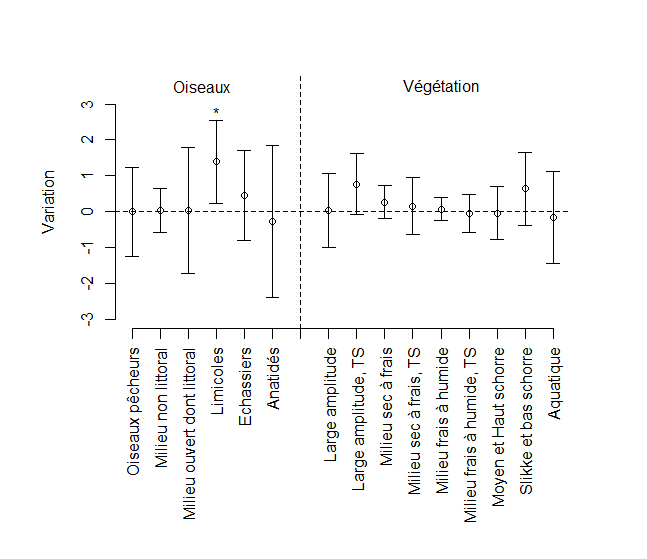 Oiseaux
Végétation
Variation
3
2
1
0
-1
-2
-3
*
Oiseaux pêcheurs
Milieu non littoral
Milieu ouvert dont littoral
Limicoles
Echassiers
Anatidés
Large amplitude
Large amplitude, TS
Milieu sec à frais
Milieu sec à frais, TS
Milieu frais à humide
Milieu frais à humide, TS
Moyen et Haut schorre
Slikke et bas schorre
Aquatique